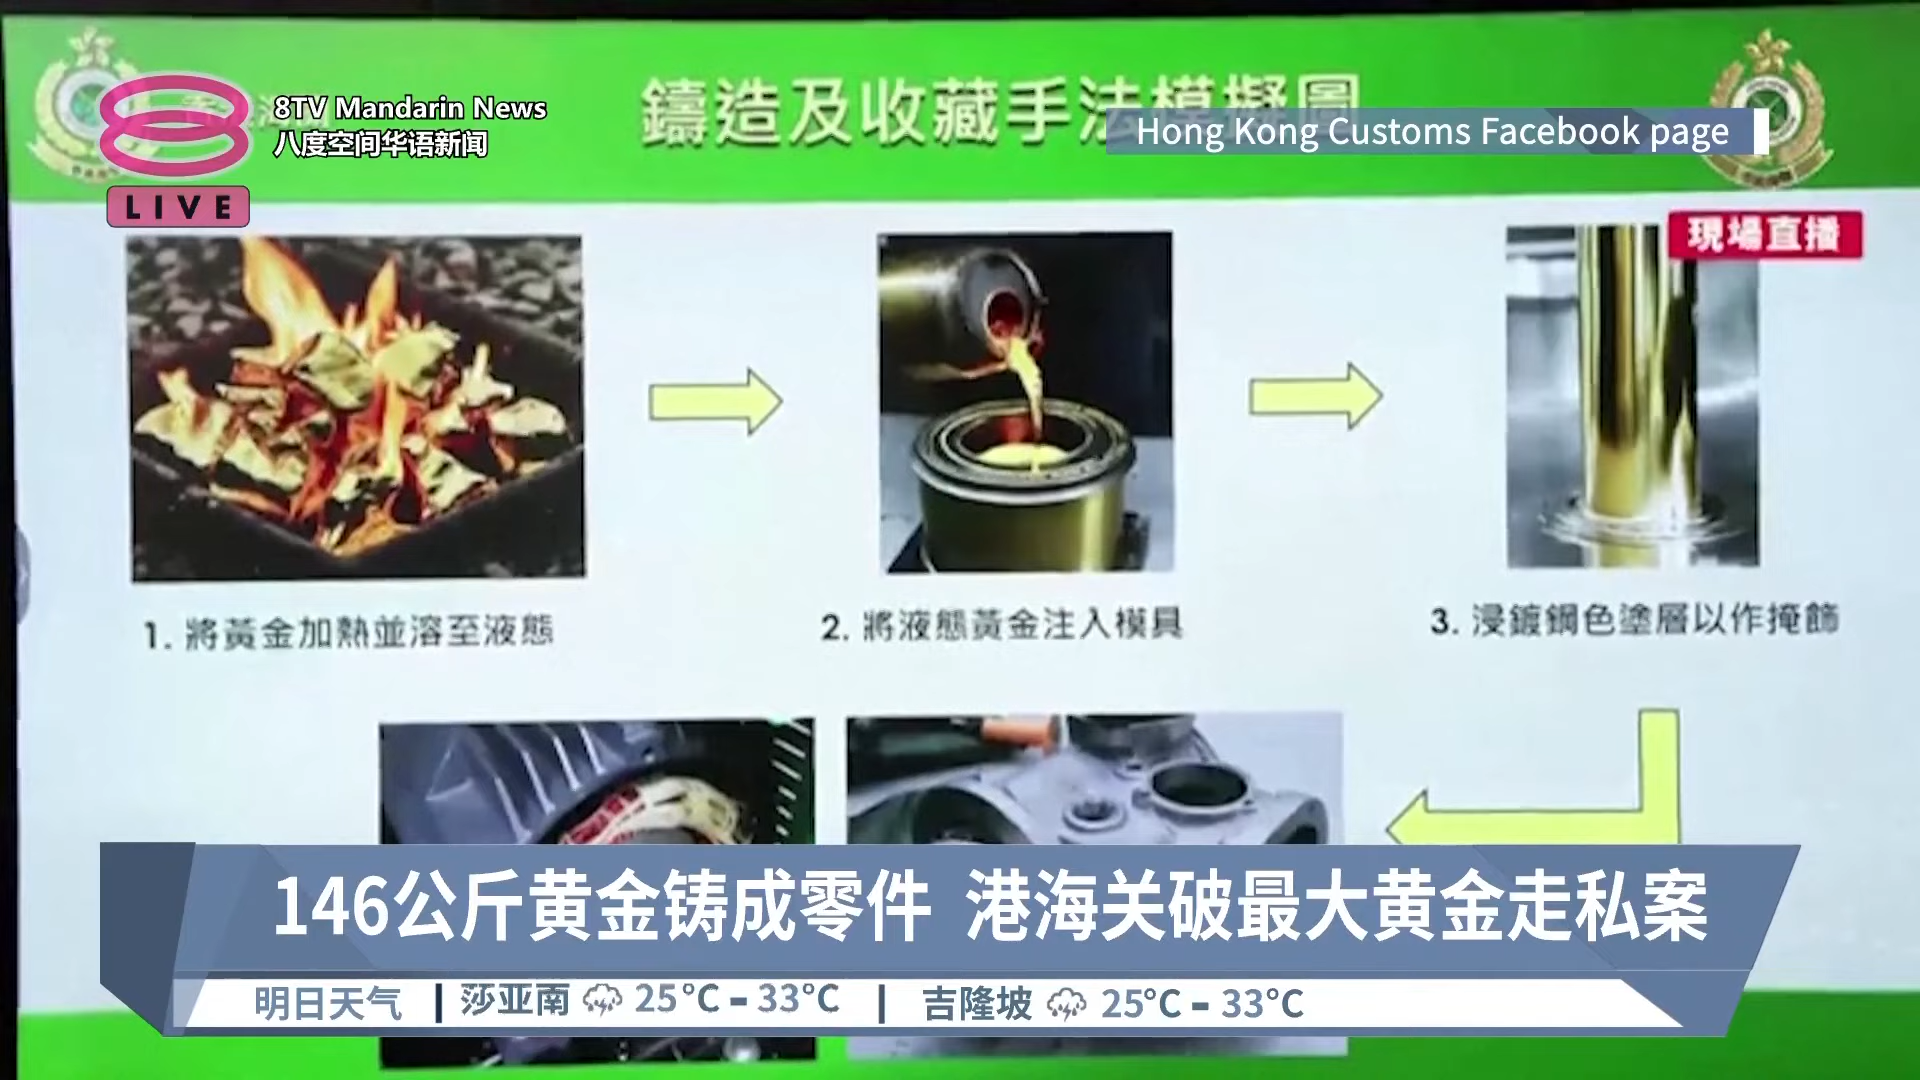 8TV Mandarin News
八度空间华语新闻
LIVE
鑄造及收藏手法模擬圖
Hong Kong Customs Facebook page
現場直播
1. 將黃金加熱並溶至液態
2. 將液態黃金注入模具
3. 浸鍍鋼色塗層以作掩飾
146公斤黄金铸成零件 港海关破最大黄金走私案
明日天气 | 莎亚南 25°C - 33°C | 吉隆坡 25°C - 33°C